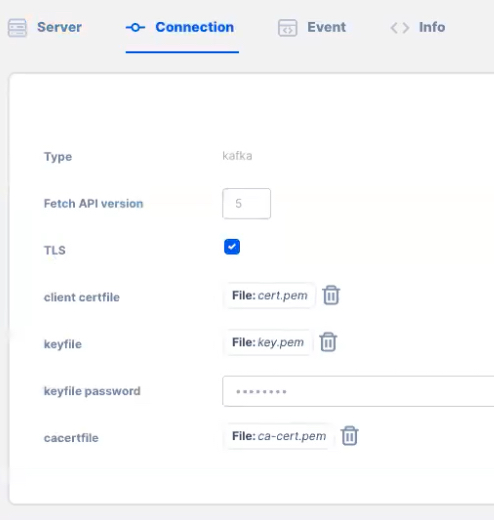 Server Connection Event Info
Type kafka
Fetch API version 5
TLS
client certfile File: cert.pem
keyfile File: key.pem
keyfile password ••••••••
cacertfile File: ca-cert.pem